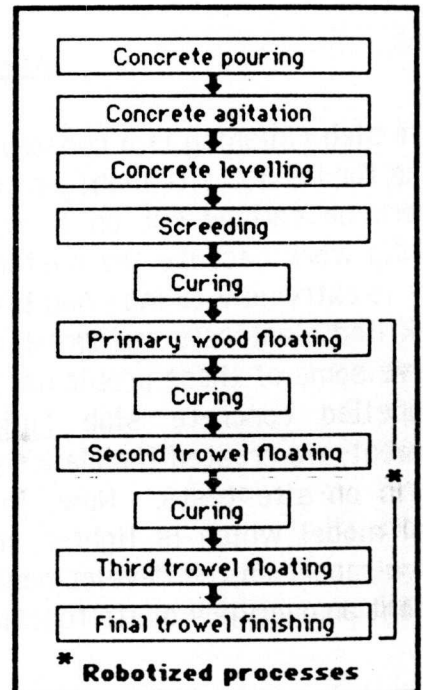 Concrete pouring
Concrete agitation
Concrete levelling
Screeding
Curing
Primary wood floating
Curing
Second trowel floating
*
Curing
Third trowel floating
Final trowel finishing
* Robotized processes